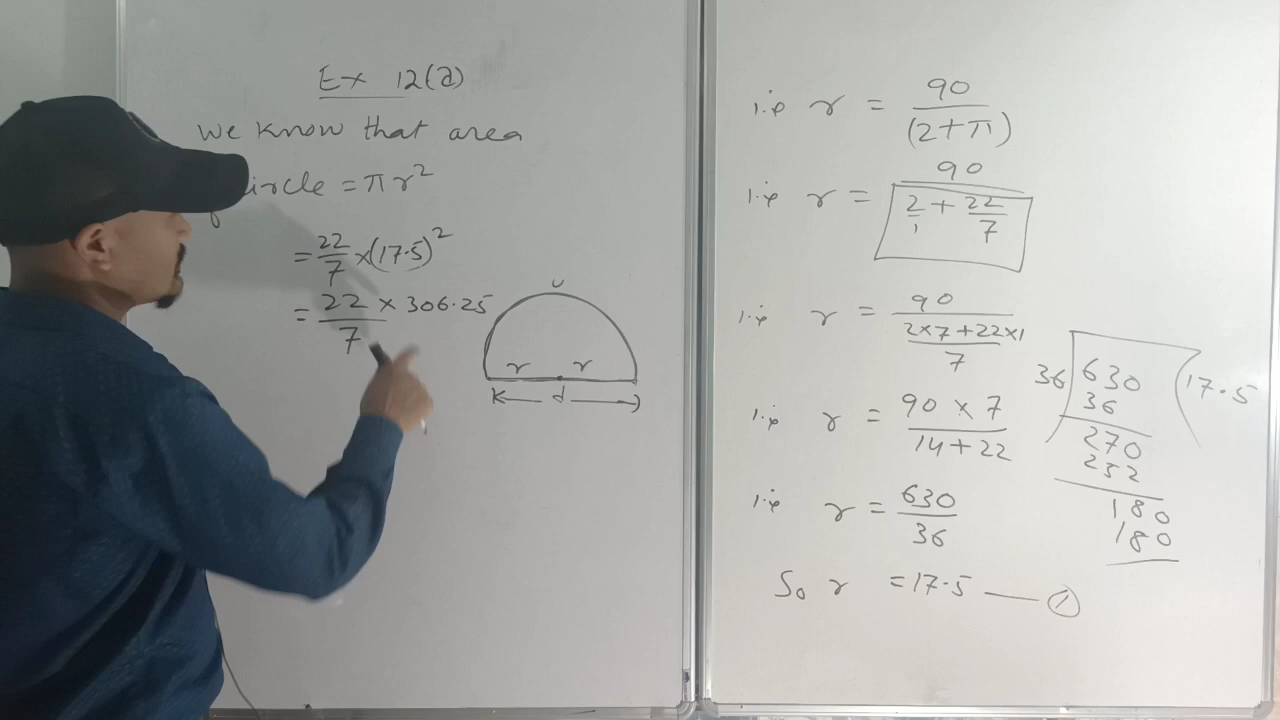 Ex 12(a)
We know that area
ircle = πr²
= 22/7 × (17.5)²
= 22 × 306.25 / 7
r r
d
i.e r = 90 / (2+π)
i.e r = 90 / (2/1 + 22/7)
i.e r = 90 / ((2×7+22×1)/7)
i.e r = 90 × 7 / 14+22
i.e r = 630/36
So r = 17.5 —— ①
36 630 17.5
36
270
252
180
180